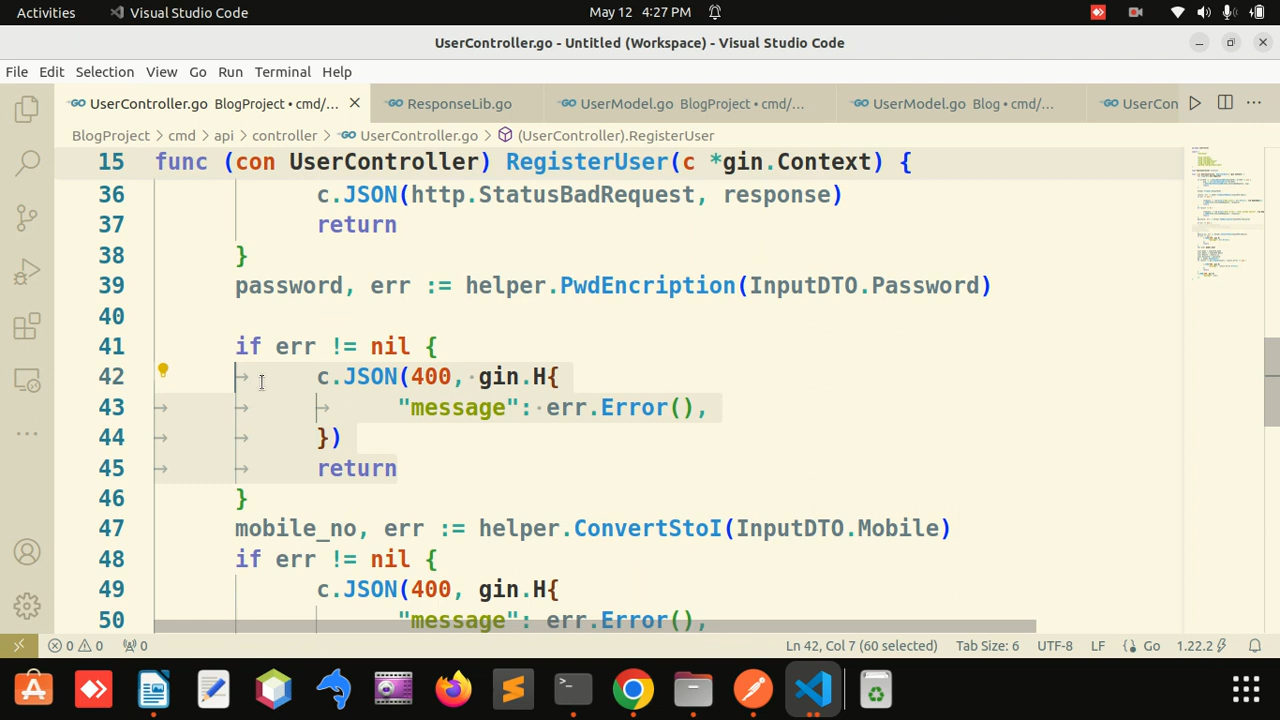 Activities
Visual Studio Code
May 12 4:27 PM
UserController.go - Untitled (Workspace) - Visual Studio Code
File Edit Selection View Go Run Terminal Help
UserController.go BlogProject • cmd/...
ResponseLib.go
UserModel.go BlogProject • cmd/...
UserModel.go Blog • cmd/...
UserCon
BlogProject > cmd > api > controller > UserController.go > (UserController).RegisterUser
15 func (con UserController) RegisterUser(c *gin.Context) {
36 c.JSON(http.StatusBadRequest, response)
37 return
38 }
39 password, err := helper.PwdEncription(InputDTO.Password)
40
41 if err != nil {
42 c.JSON(400, gin.H{
43 "message": err.Error(),
44 })
45 return
46 }
47 mobile_no, err := helper.ConvertStoI(InputDTO.Mobile)
48 if err != nil {
49 c.JSON(400, gin.H{
50 "message": err.Error(),
0 0 0
Ln 42, Col 7 (60 selected) Tab Size: 6 UTF-8 LF Go 1.22.2